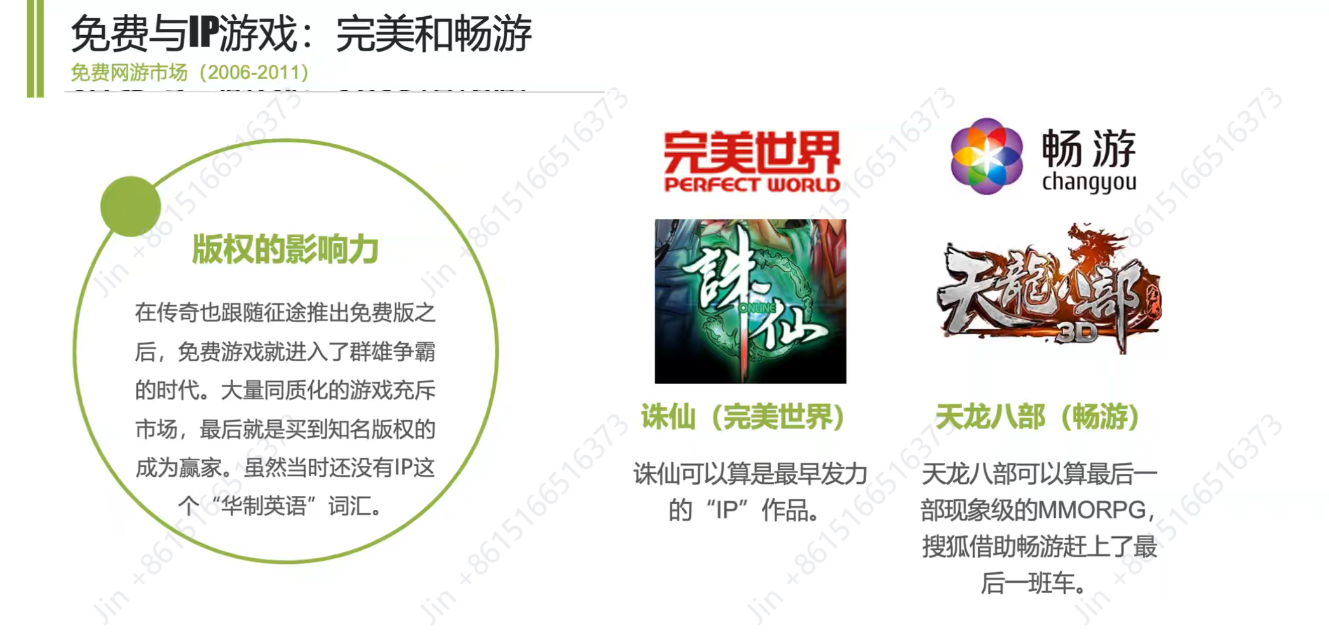 免费与IP游戏：完美和畅游
免费网游市场（2006-2011）
版权的影响力
在传奇也跟随征途推出免费版之
后，免费游戏就进入了群雄争霸
的时代。大量同质化的游戏充斥
市场，最后就是买到知名版权的
成为赢家。虽然当时还没有IP这
个“华制英语”词汇。
完美世界
PERFECT WORLD
誅仙
ONLINE
诛仙（完美世界）
诛仙可以算是最早发力
的“IP”作品。
畅游
changyou
天龍八部
3D
天龙八部（畅游）
天龙八部可以算最后一
部现象级的MMORPG，
搜狐借助畅游赶上了最
后一班车。
Jin +8615166516373
Jin +8615166516373
Jin +8615166516373
Jin +8615166516373
Jin +8615166516373
Jin +8615166516373
Jin +8615166516373
Jin +8615166516373